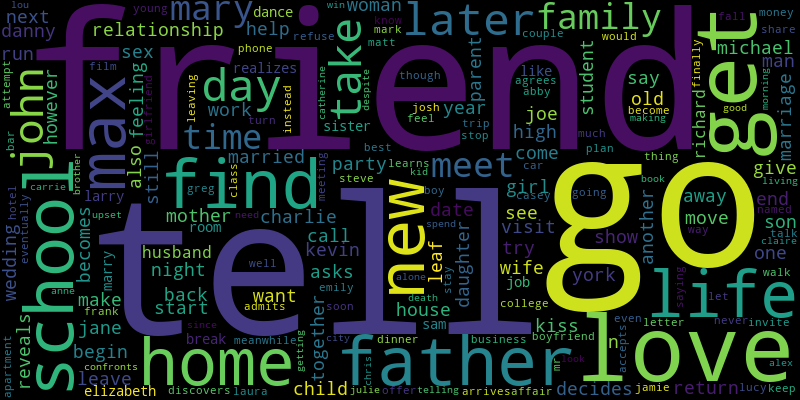 friend
tell
go
get
love
life
father
home
school
find
new
max
john
day
time
later
family
meet
take
mary
relationship
help
dance
woman
young
next
danny
run
sex
realizes
phone
refuse
win
mark
matt
know
couple
would
fall
money
share
lou
attempt
film
however
girlfriend
feeling
leaving
instead
work
catherine
despite
though
parent
like
agrees
abby
student
say
old
become
making
michael
man
finally
good
morning
marriage
richard
turn
sister
josh
feel
year
joe
high
trip
stop
much
plan
bar
also
still
married
party
best
learns
kid
come
thing
give
living
brother
carrie
larry
greg
class
meeting
steve
boy
girl
car
going
book
away
end
named
mother
charlie
date
casey
see
move
son
hotel
upset
room
need
call
spend
visit
another
show
way
talk
claire
wedding
eventually
becomes
husband
well
kevin
leaf
daughter
try
york
one
marry
night
asks
alone
stay
wife
job
walk
anne
back
want
emily
death
college
saying
let
make
start
admits
soon
house
frank
since
city
sam
kiss
letter
never
invite
even
jane
break
meanwhile
together
dinner
business
boyfriend
accepts
reveals
begin
getting
chris
mr
look
alex
apartment
confronts
leave
elizabeth
discovers
laura
child
julie
offer
telling
arrives
affair
decides
jamie
return
lucy
keep